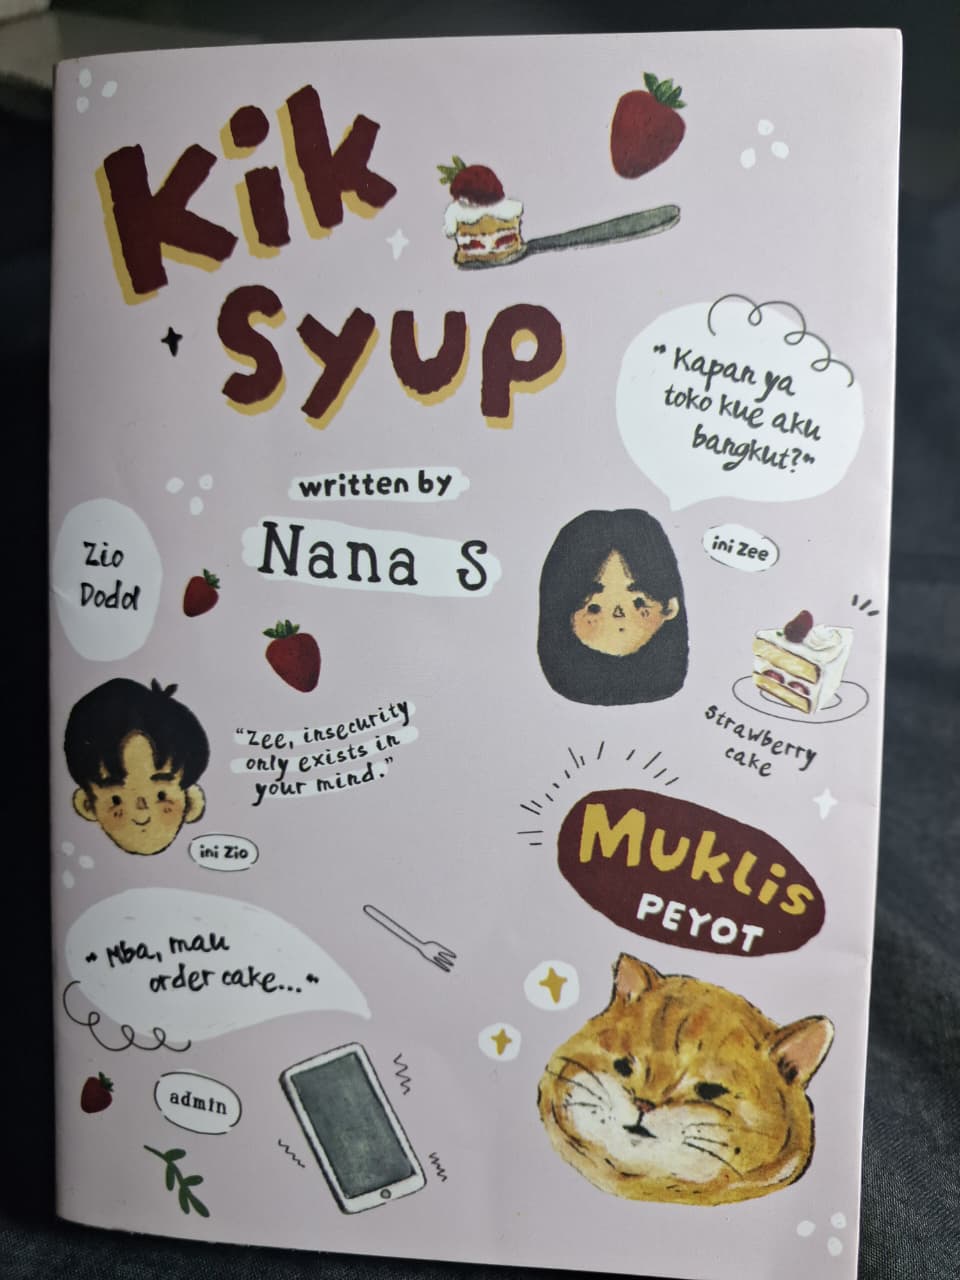 Kik
Syup
written by
Nana S
"Kapan ya
toko kue aku
bangkut?"
ini Zee
Zio
Dodol
strawberry
cake
"Zee, insecurity
only exists in
your mind."
ini Zio
Muklis
PEYOT
"Mba, mau
order cake..."
admin